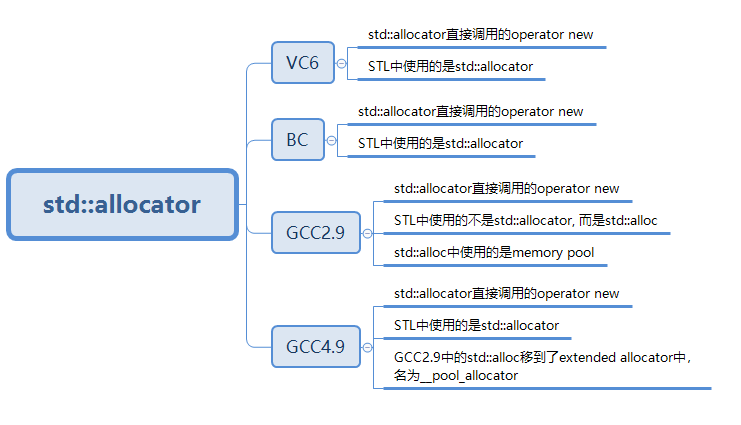 std::allocator
VC6
std::allocator直接调用的operator new
STL中使用的是std::allocator
BC
std::allocator直接调用的operator new
STL中使用的是std::allocator
GCC2.9
std::allocator直接调用的operator new
STL中使用的不是std::allocator, 而是std::alloc
std::alloc中使用的是memory pool
GCC4.9
std::allocator直接调用的operator new
STL中使用的是std::allocator
GCC2.9中的std::alloc移到了extended allocator中,
名为__pool_allocator